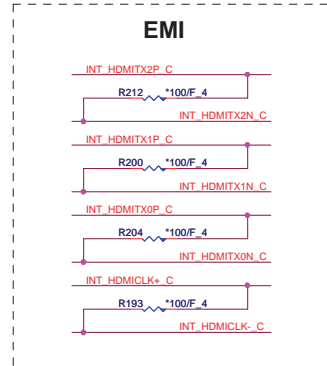 EMI
INT_HDMITX2P_C
R212 *100/F_4
INT_HDMITX2N_C
INT_HDMITX1P_C
R200 *100/F_4
INT_HDMITX1N_C
INT_HDMITX0P_C
R204 *100/F_4
INT_HDMITX0N_C
INT_HDMICLK+_C
R193 *100/F_4
INT_HDMICLK-_C